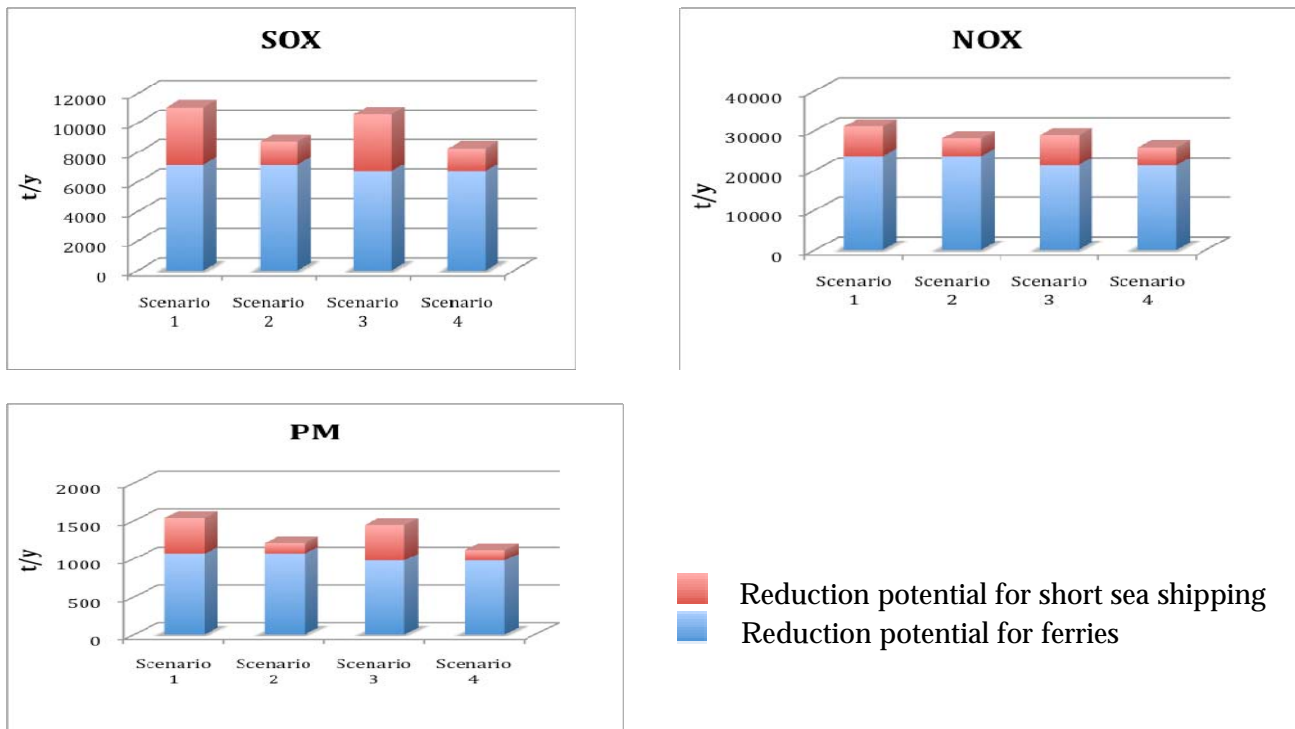 SOX
12000
10000
8000
6000
4000
2000
0
t/y
Scenario 1
Scenario 2
Scenario 3
Scenario 4
NOX
40000
30000
20000
10000
0
t/y
Scenario 1
Scenario 2
Scenario 3
Scenario 4
PM
2000
1500
1000
500
0
t/y
Scenario 1
Scenario 2
Scenario 3
Scenario 4
Reduction potential for short sea shipping
Reduction potential for ferries